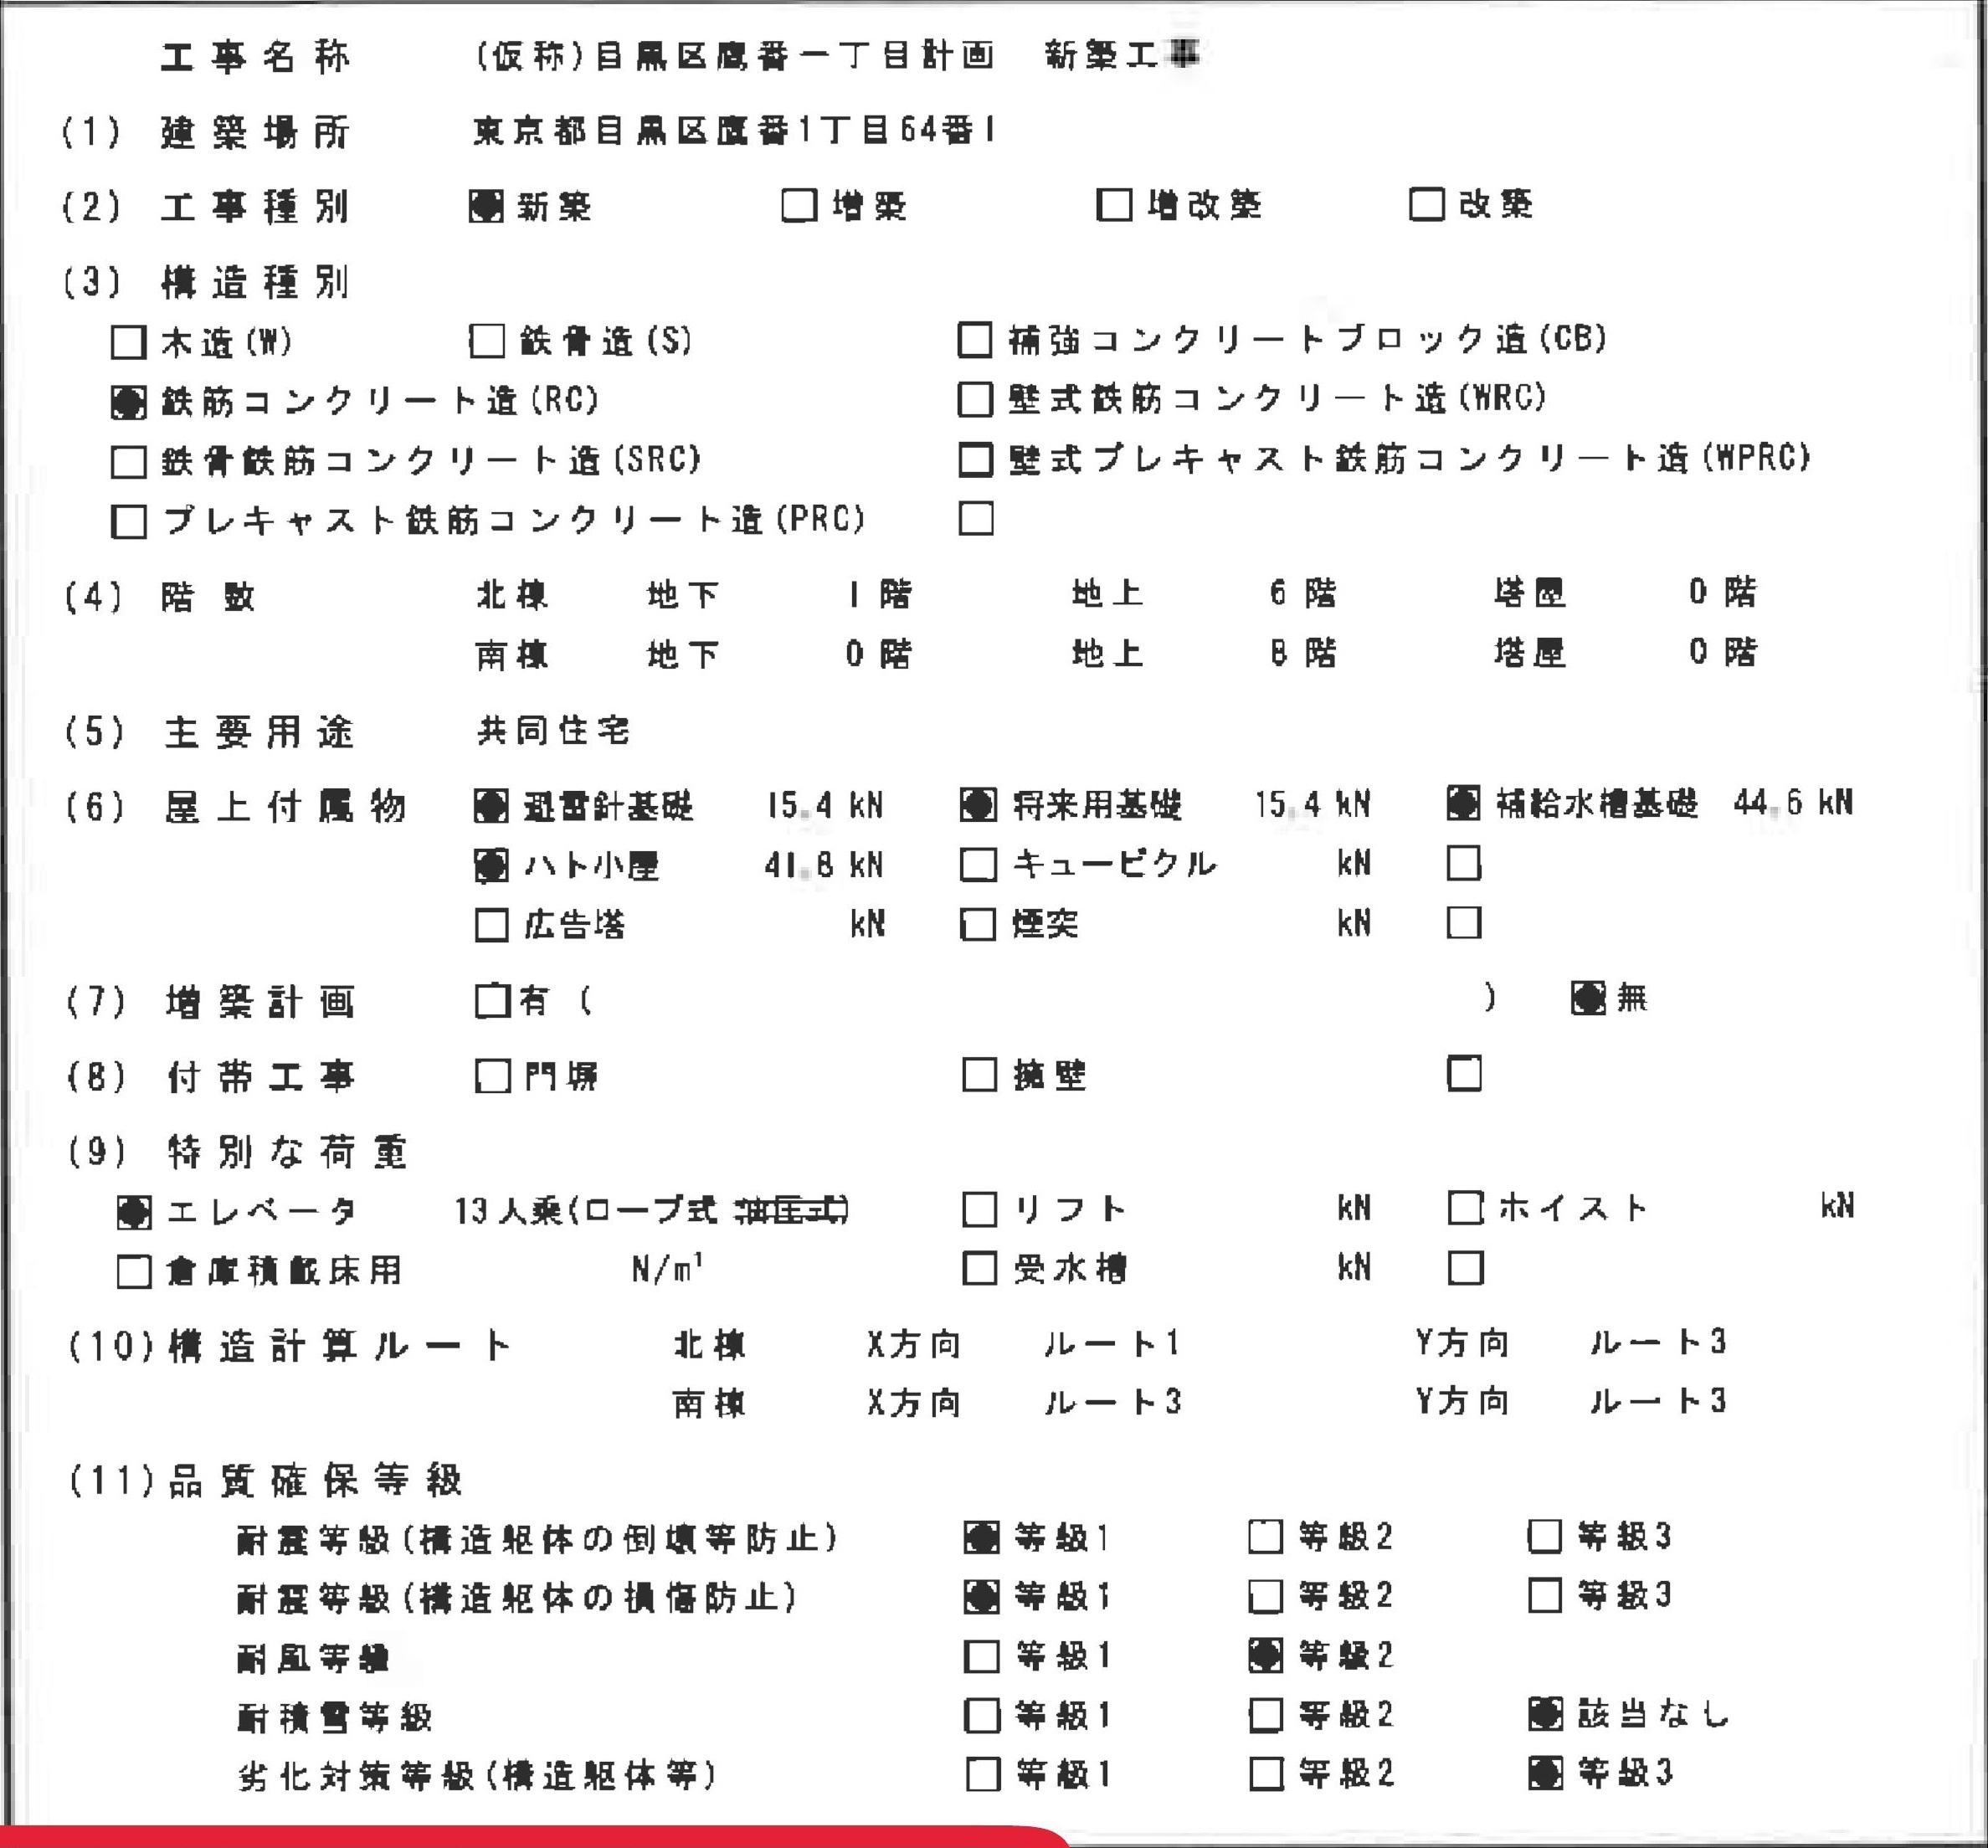 工事名称 (仮称)目黒区鷹番一丁目計画 新築工事
(1) 建築場所 東京都目黒区鷹番1丁目64番1
(2) 工事種別 新築 □増築 □増改築 □改築
(3) 構造種別
□木造(W) □鉄骨造(S) □補強コンクリートブロック造(CB)
鉄筋コンクリート造(RC) □壁式鉄筋コンクリート造(WRC)
□鉄骨鉄筋コンクリート造(SRC) □壁式プレキャスト鉄筋コンクリート造(WPRC)
□プレキャスト鉄筋コンクリート造(PRC) □
(4) 階数 北棟 地下 1階 地上 6階 塔屋 0階
南棟 地下 0階 地上 8階 塔屋 0階
(5) 主要用途 共同住宅
(6) 屋上付属物 避雷針基礎 15.4 kN 将来用基礎 15.4 kN 補給水槽基礎 44.6 kN
ハト小屋 41.8 kN □キュービクル kN □
□広告塔 kN □煙突 kN □
(7) 増築計画 □有 ( ) 無
(8) 付帯工事 □門塀 □擁壁 □
(9) 特別な荷重
エレベータ 13人乗(ロープ式 油圧式) □リフト kN □ホイスト kN
□倉庫積載床用 N/m¹ □受水槽 kN □
(10) 構造計算ルート 北棟 X方向 ルート1 Y方向 ルート3
南棟 X方向 ルート3 Y方向 ルート3
(11) 品質確保等級
耐震等級(構造躯体の倒壊等防止) 等級1 □等級2 □等級3
耐震等級(構造躯体の損傷防止) 等級1 □等級2 □等級3
耐風等級 □等級1 等級2
耐積雪等級 □等級1 □等級2 該当なし
劣化対策等級(構造躯体等) □等級1 □等級2 等級3